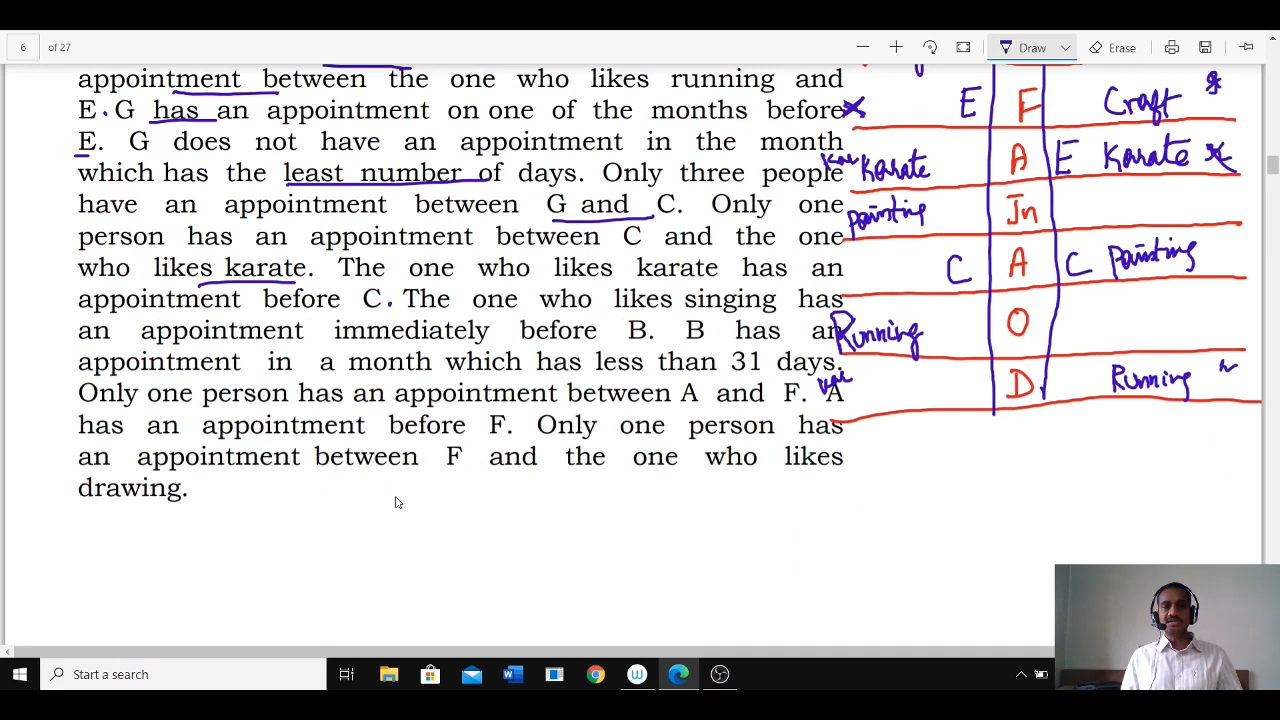 6 of 27
Draw
Erase
appointment between the one who likes running and
E. G has an appointment on one of the months before
E. G does not have an appointment in the month
which has the least number of days. Only three people
have an appointment between G and C. Only one
person has an appointment between C and the one
who likes karate. The one who likes karate has an
appointment before C. The one who likes singing has
an appointment immediately before B. B has an
appointment in a month which has less than 31 days.
Only one person has an appointment between A and F. A
has an appointment before F. Only one person has
an appointment between F and the one who likes
drawing.
E F Craft
Karate A E Karate
painting Jn
C A C painting
Running O
D Running
Start a search